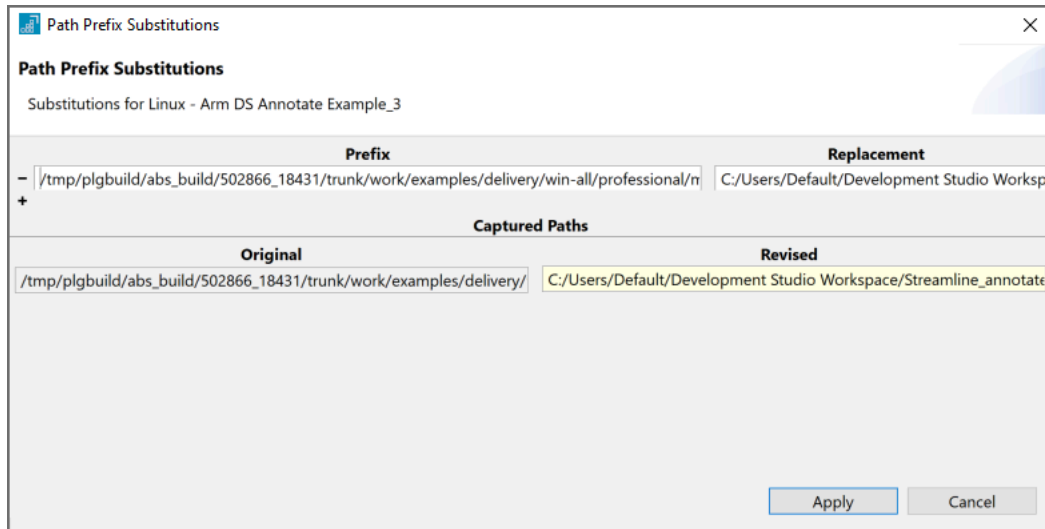 Path Prefix Substitutions
Path Prefix Substitutions
Substitutions for Linux - Arm DS Annotate Example_3
Prefix Replacement
− /tmp/plgbuild/abs_build/502866_18431/trunk/work/examples/delivery/win-all/professional/ C:/Users/Default/Development Studio
+
Captured Paths
Original Revised
/tmp/plgbuild/abs_build/502866_18431/trunk/work/examples/delivery/ C:/Users/Default/Development Studio Workspace/Streamline_annotate
Apply Cancel